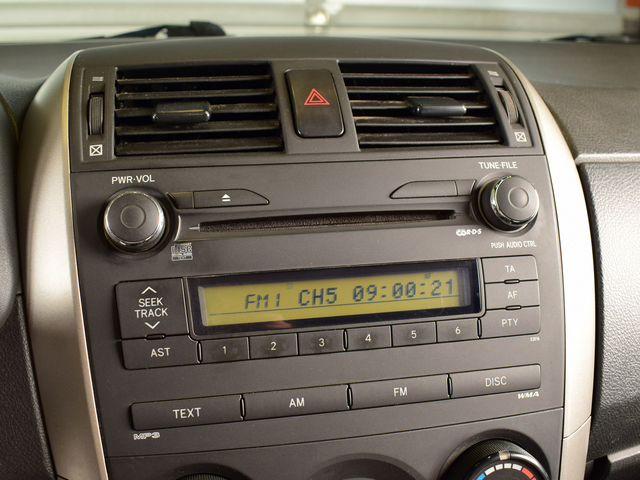 PWR·VOL
TUNE·FILE
R·D·S
PUSH AUDIO CTRL
FM1 CH5 09:00:21
TA
AF
PTY
SEEK
TRACK
AST
1 2 3 4 5 6
TEXT
AM
FM
DISC
MP3
WMA